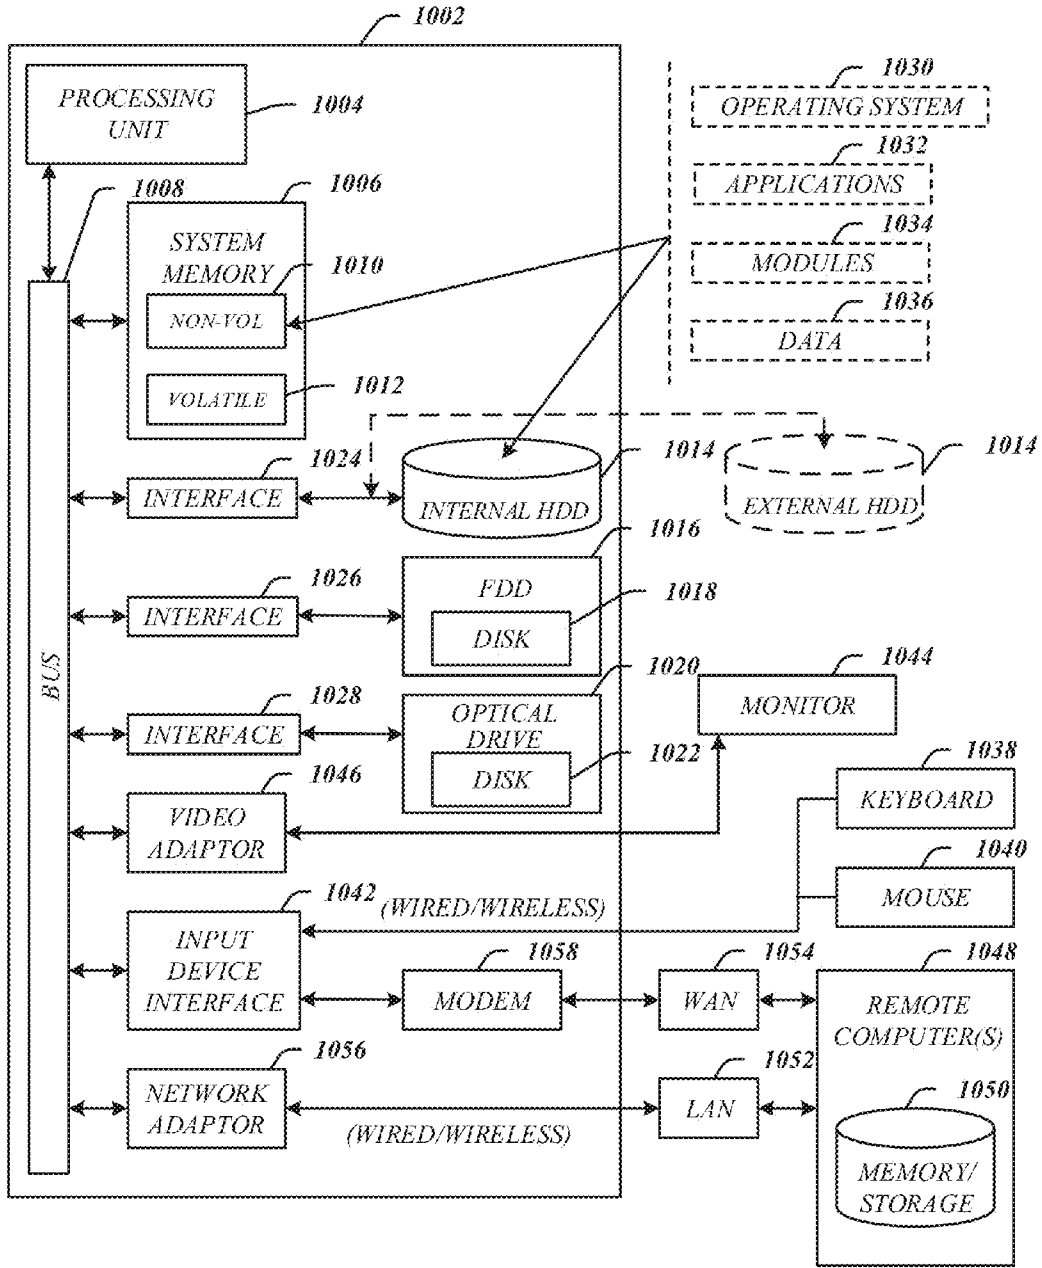 1002
PROCESSING
UNIT
1004
1030
OPERATING SYSTEM
1032
APPLICATIONS
1034
MODULES
1036
DATA
1008
1006
SYSTEM
MEMORY
1010
NON-VOL
1012
VOLATILE
1024
INTERFACE
1014
INTERNAL HDD
1014
EXTERNAL HDD
1026
INTERFACE
1016
FDD
1018
DISK
BUS
1028
INTERFACE
1020
OPTICAL
DRIVE
1022
DISK
1044
MONITOR
1046
VIDEO
ADAPTOR
1038
KEYBOARD
1040
MOUSE
1042
(WIRED/WIRELESS)
INPUT
DEVICE
INTERFACE
1058
MODEM
1054
WAN
1048
REMOTE
COMPUTER(S)
1056
NETWORK
ADAPTOR
(WIRED/WIRELESS)
1052
LAN
1050
MEMORY/
STORAGE